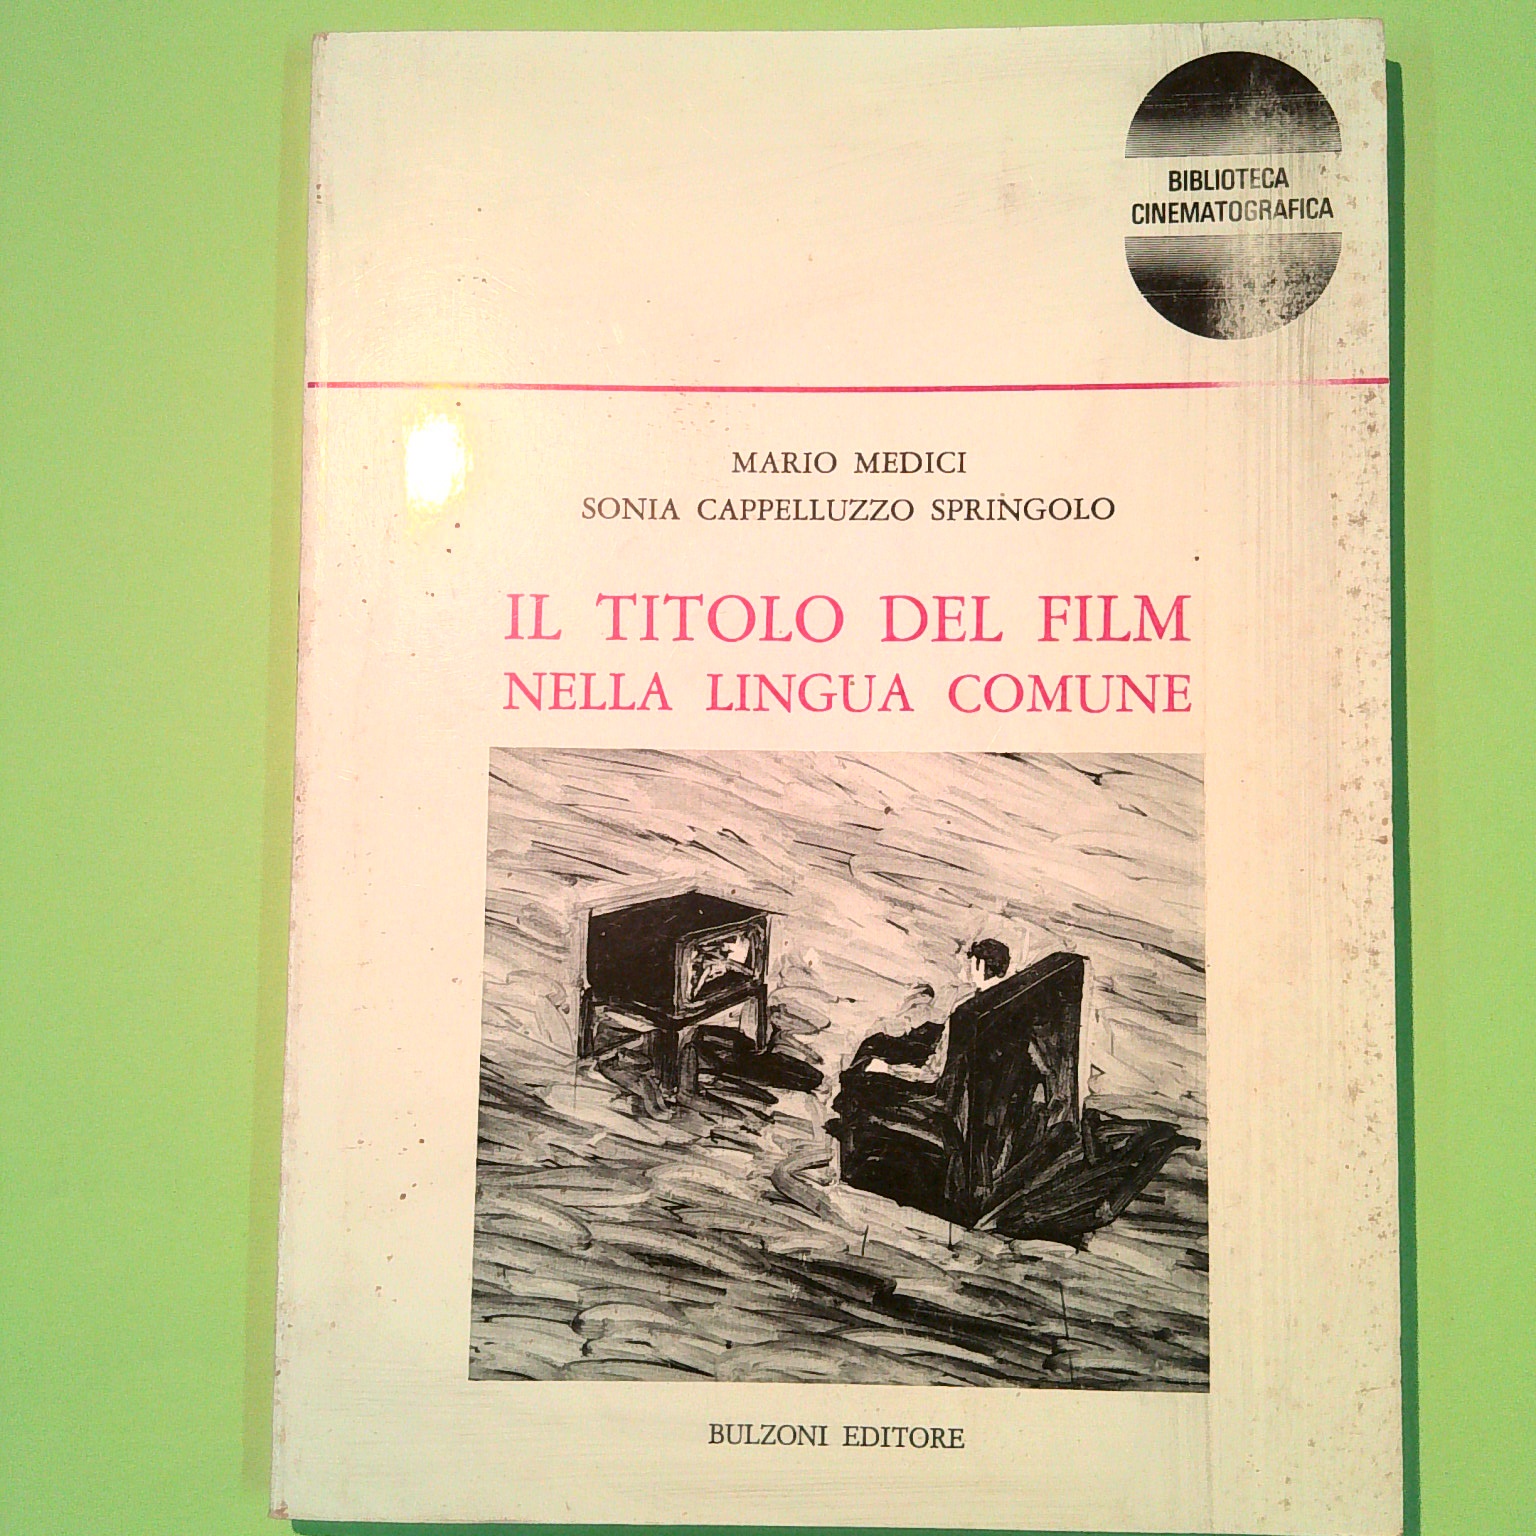 BIBLIOTECA
CINEMATOGRAFICA
MARIO MEDICI
SONIA CAPPELLUZZO SPRINGOLO
IL TITOLO DEL FILM
NELLA LINGUA COMUNE
BULZONI EDITORE